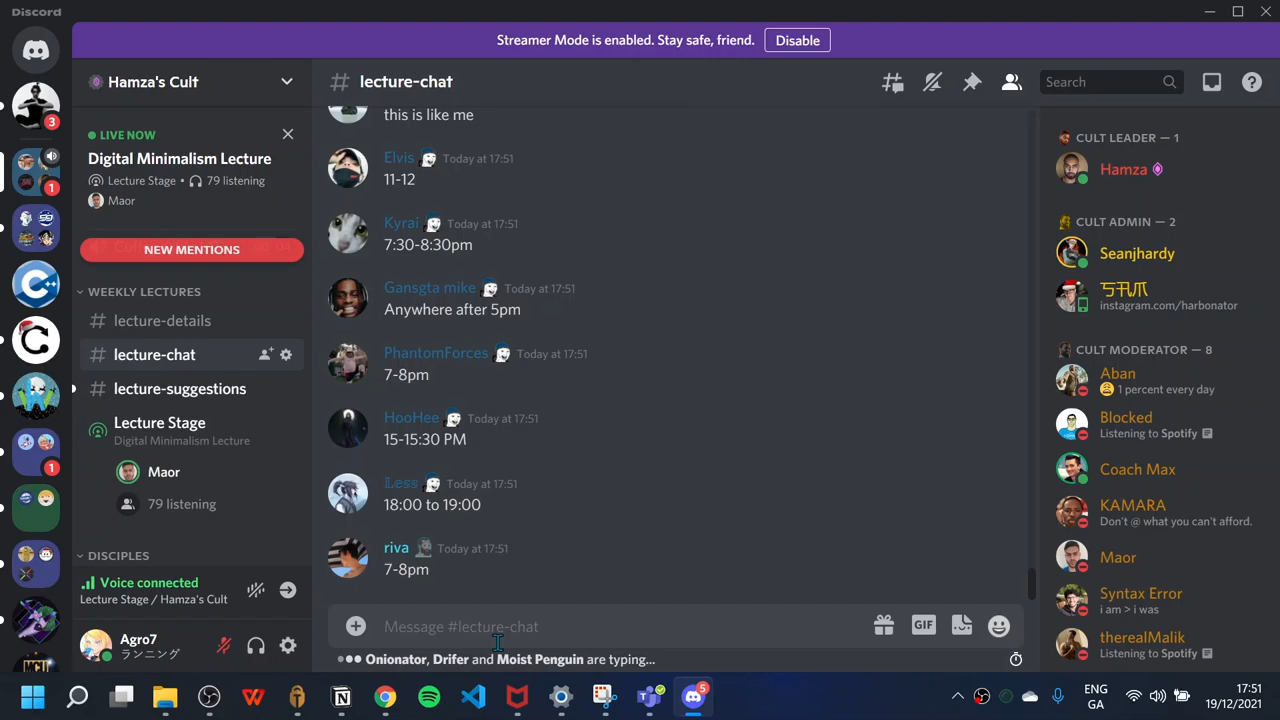 Discord
Streamer Mode is enabled. Stay safe, friend.
Disable
3
1
1
Hamza's Cult
LIVE NOW
Digital Minimalism Lecture
Lecture Stage • 79 listening
Maor
NEW MENTIONS
WEEKLY LECTURES
# lecture-details
# lecture-chat
# lecture-suggestions
Lecture Stage
Digital Minimalism Lecture
Maor
79 listening
DISCIPLES
Voice connected
Lecture Stage / Hamza's Cult
Agro7
ランニング
MCU
# lecture-chat
Search
this is like me
Elvis Today at 17:51
11-12
Kyrai Today at 17:51
7:30-8:30pm
Gansgta mike Today at 17:51
Anywhere after 5pm
PhantomForces Today at 17:51
7-8pm
HooHee Today at 17:51
15-15:30 PM
𝕃𝕖𝕤𝕤 Today at 17:51
18:00 to 19:00
riva Today at 17:51
7-8pm
Message #lecture-chat
GIF
Onionator, Drifer and Moist Penguin are typing...
CULT LEADER — 1
Hamza
CULT ADMIN — 2
Seanjhardy
instagram.com/harbonator
CULT MODERATOR — 8
Aban
1 percent every day
Blocked
Listening to Spotify
Coach Max
KAMARA
Don't @ what you can't afford.
Maor
Syntax Error
i am > i was
therealMalik
Listening to Spotify
5
ENG
GA
17:51
19/12/2021